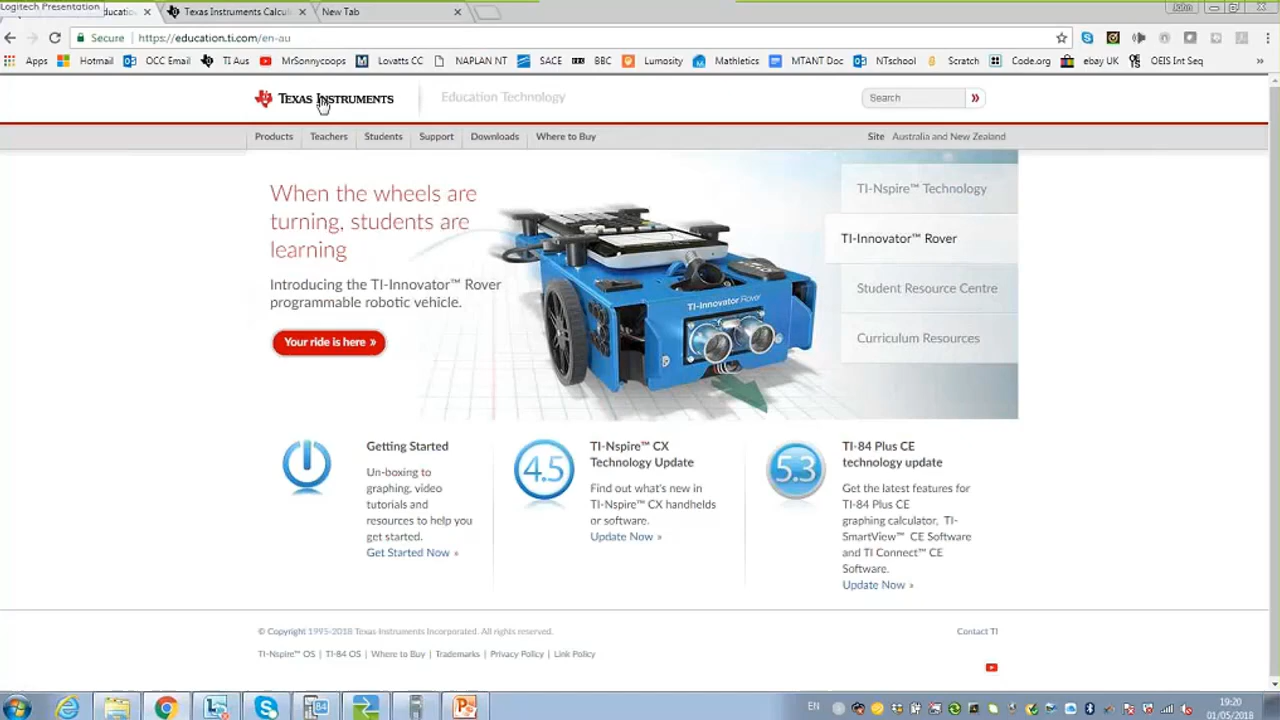 Logitech Presentation
Texas Instruments Calcul
New Tab
John
Secure | https://education.ti.com/en-au
Apps Hotmail OCC Email TI Aus MrSonnycoops Lovatts CC NAPLAN NT SACE BBC Lumosity Mathletics MTANT Doc NTschool Scratch Code.org ebay UK OEIS Int Seq »
TEXAS INSTRUMENTS
Education Technology
Search
Products Teachers Students Support Downloads Where to Buy
Site Australia and New Zealand
When the wheels are
turning, students are
learning
Introducing the TI-Innovator™ Rover
programmable robotic vehicle.
Your ride is here »
TI-Innovator Rover
TI-Nspire™ Technology
TI-Innovator™ Rover
Student Resource Centre
Curriculum Resources
Getting Started
Un-boxing to
graphing, video
tutorials and
resources to help you
get started.
Get Started Now »
4.5
TI-Nspire™ CX
Technology Update
Find out what's new in
TI-Nspire™ CX handhelds
or software.
Update Now »
5.3
TI-84 Plus CE
technology update
Get the latest features for
TI-84 Plus CE
graphing calculator, TI-
SmartView™ CE Software
and TI Connect™ CE
Software.
Update Now »
© Copyright 1995-2018 Texas Instruments Incorporated. All rights reserved.
Contact TI
TI-Nspire™ OS | TI-84 OS | Where to Buy | Trademarks | Privacy Policy | Link Policy
84
EN
19:20
01/05/2018